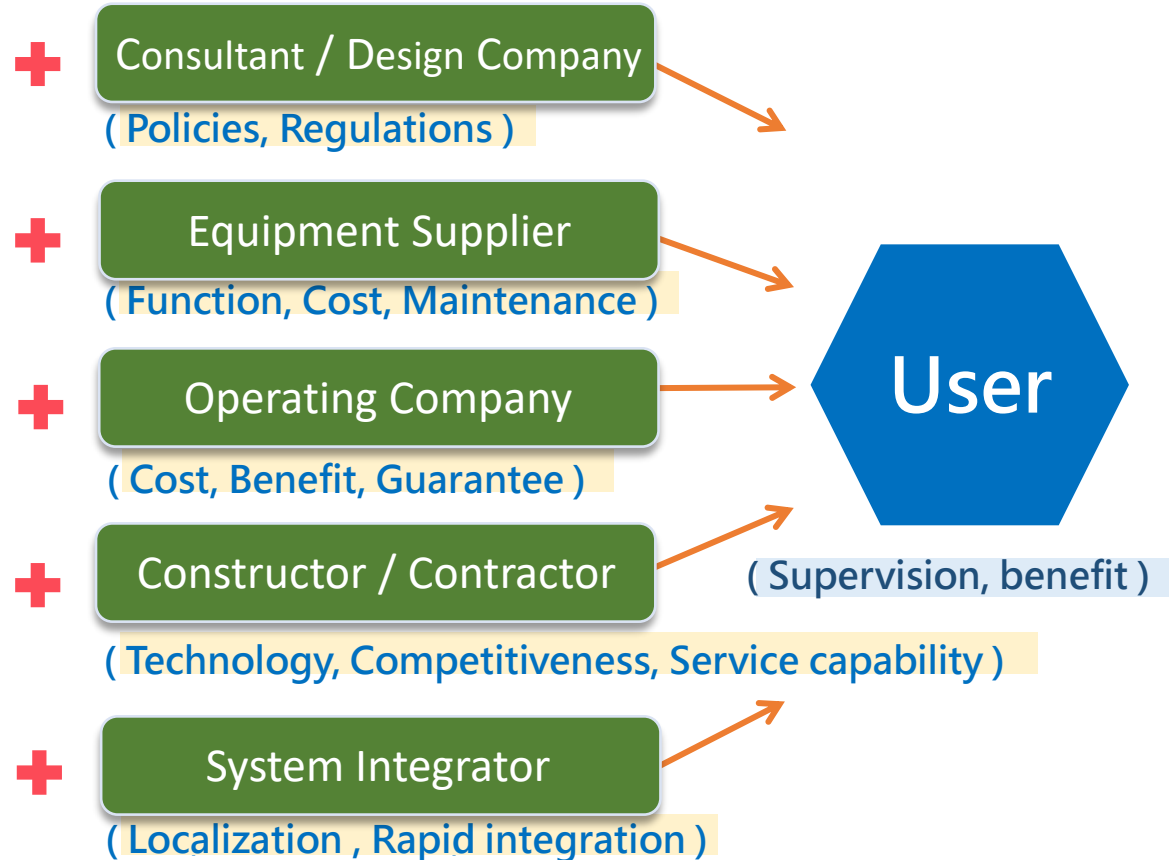 Consultant / Design Company
( Policies, Regulations )
Equipment Supplier
( Function, Cost, Maintenance )
Operating Company
( Cost, Benefit, Guarantee )
Constructor / Contractor
( Technology, Competitiveness, Service capability )
System Integrator
( Localization , Rapid integration )
User
( Supervision, benefit )